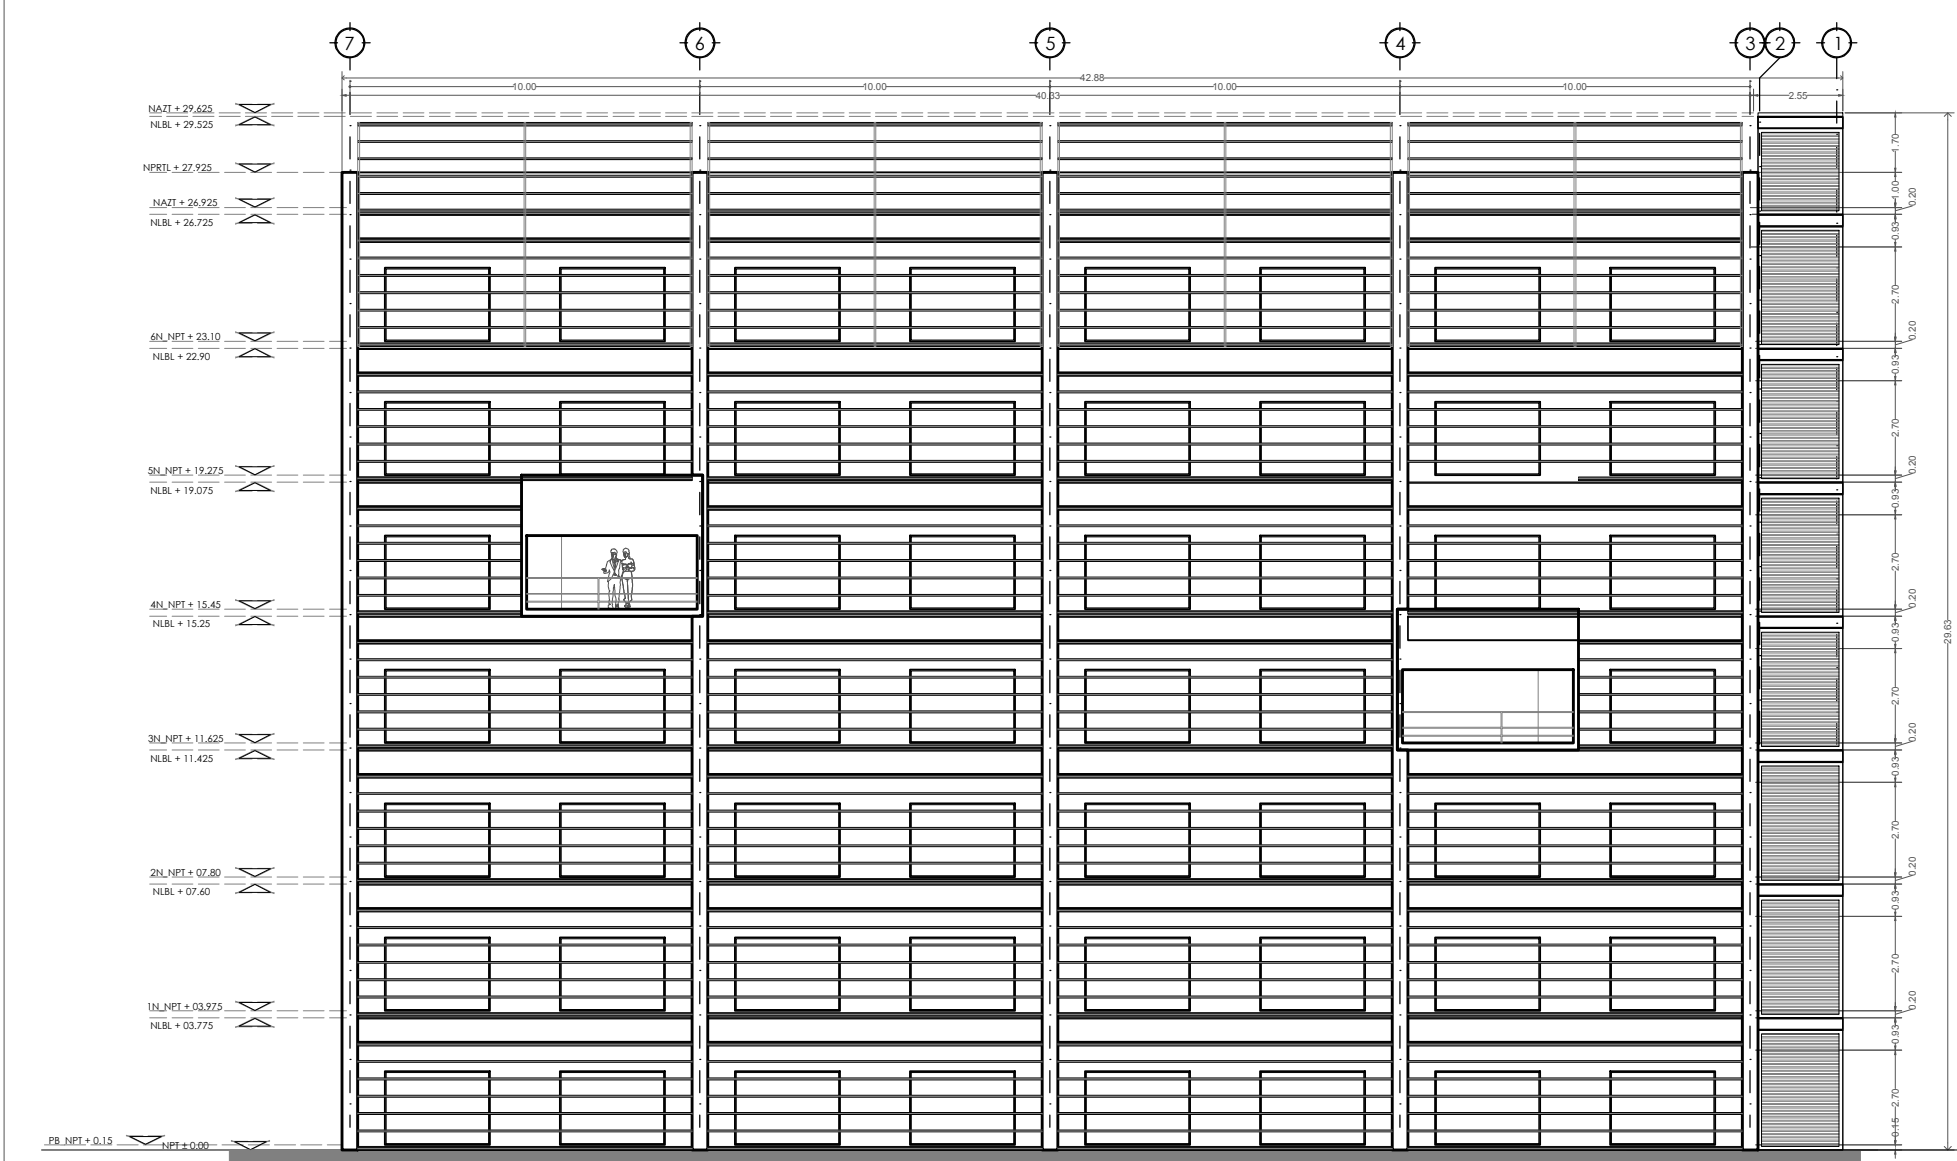 7 6 5 4 3 2 1
42.88
10.00 10.00 10.00 10.00
40.33 2.55
NAZT + 29.625
NLBL + 29.525
NPRTL + 27.925
NAZT + 26.925
NLBL + 26.725
6N_NPT + 23.10
NLBL + 22.90
5N_NPT + 19.275
NLBL + 19.075
4N_NPT + 15.45
NLBL + 15.25
3N_NPT + 11.625
NLBL + 11.425
2N_NPT + 07.80
NLBL + 07.60
1N_NPT + 03.975
NLBL + 03.775
PB_NPT + 0.15
NPT ± 0.00
1.70
1.00
0.20
0.93
2.70
0.20
0.93
2.70
0.20
0.93
2.70
0.20
0.93
2.70
0.20
0.93
2.70
0.20
0.93
2.70
0.20
0.93
2.70
0.15
29.63